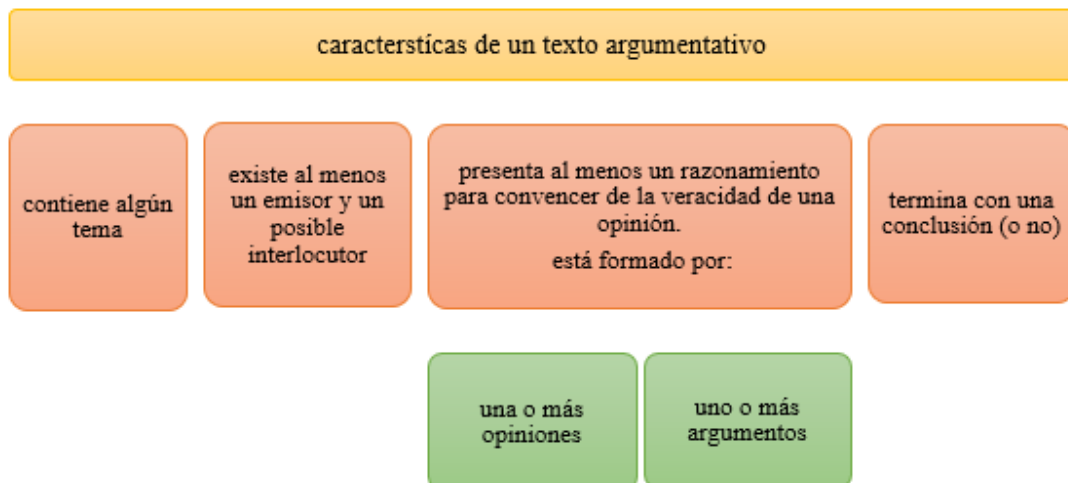 caracterstícas de un texto argumentativo
contiene algún
tema
existe al menos
un emisor y un
posible
interlocutor
presenta al menos un razonamiento
para convencer de la veracidad de una
opinión.
está formado por:
termina con una
conclusión (o no)
una o más
opiniones
uno o más
argumentos